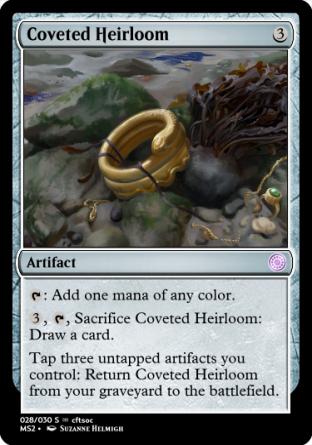 Coveted Heirloom 3
Artifact
T: Add one mana of any color.
3, T, Sacrifice Coveted Heirloom:
Draw a card.
Tap three untapped artifacts you
control: Return Coveted Heirloom
from your graveyard to the battlefield.
028/030 S cftsoc
MS2 • Suzanne Helmigh